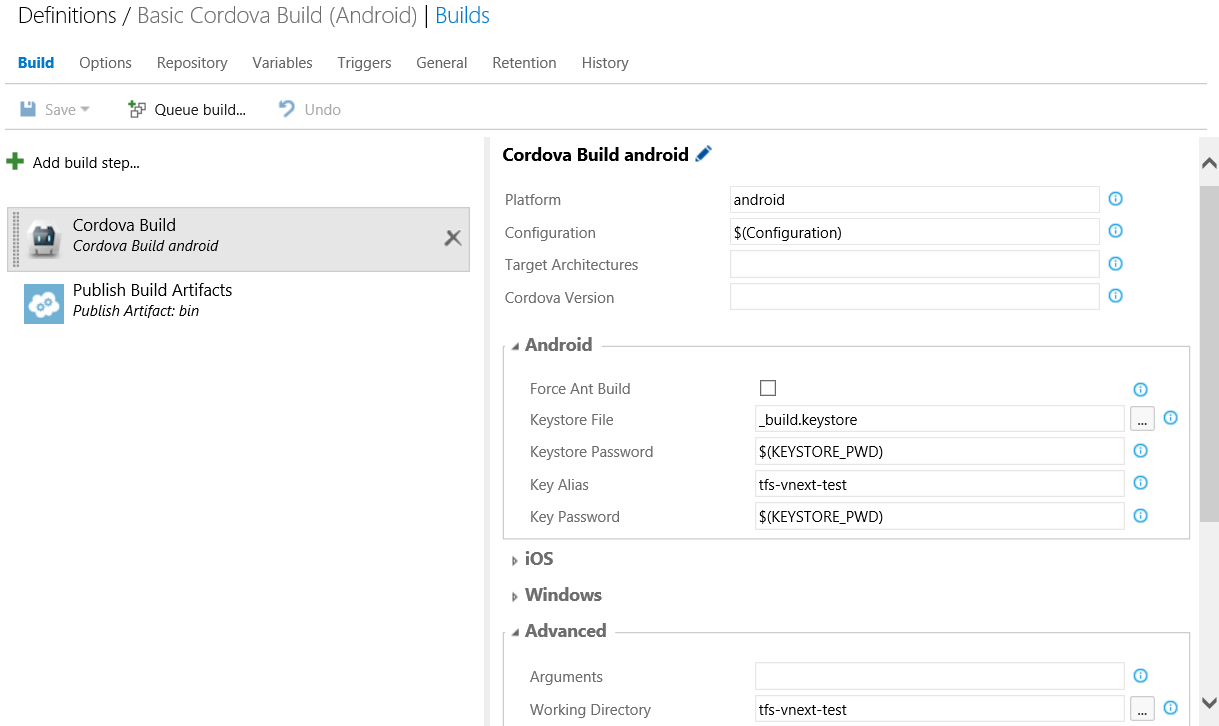 Definitions / Basic Cordova Build (Android) | Builds
Build Options Repository Variables Triggers General Retention History
Save Queue build... Undo
Add build step...
Cordova Build
Cordova Build android
Publish Build Artifacts
Publish Artifact: bin
Cordova Build android
Platform android
Configuration $(Configuration)
Target Architectures
Cordova Version
Android
Force Ant Build
Keystore File _build.keystore ...
Keystore Password $(KEYSTORE_PWD)
Key Alias tfs-vnext-test
Key Password $(KEYSTORE_PWD)
iOS
Windows
Advanced
Arguments
Working Directory tfs-vnext-test ...